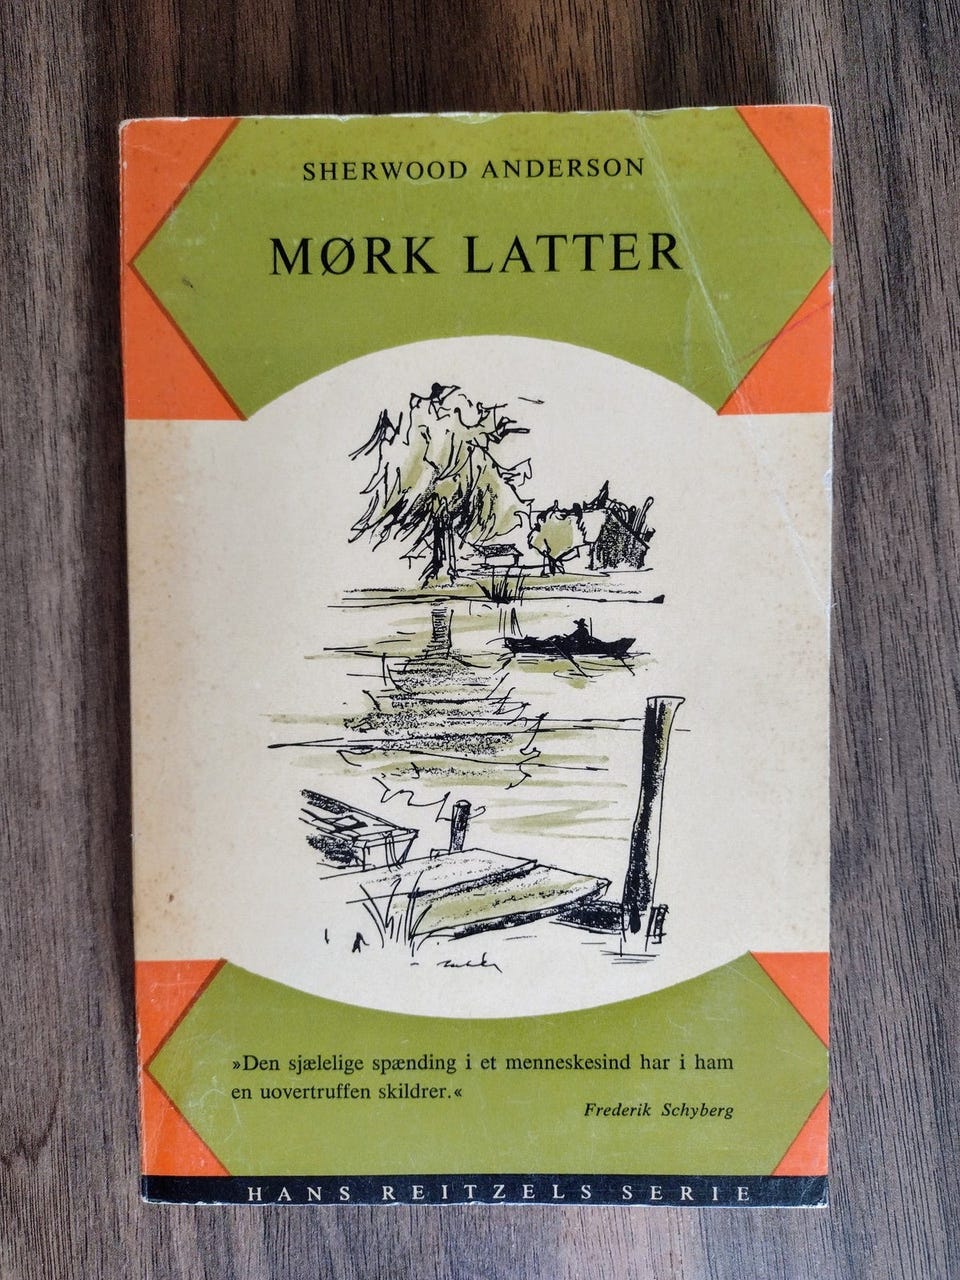 SHERWOOD ANDERSON
MØRK LATTER
»Den sjælelige spænding i et menneskesind har i ham
en uovertruffen skildrer.«
Frederik Schyberg
HANS REITZELS SERIE